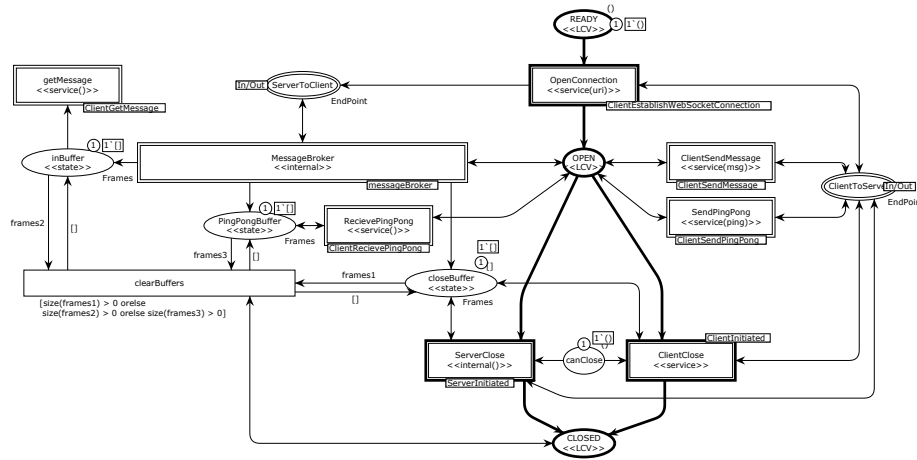 ()
READY
<<LCV>>
1
1`()
getMessage
<<service()>>
ClientGetMessage
In/Out
ServerToClient
EndPoint
OpenConnection
<<service(uri)>>
ClientEstablishWebSocketConnection
1
1`[]
inBuffer
<<state>>
Frames
MessageBroker
<<internal>>
messageBroker
OPEN
<<LCV>>
ClientSendMessage
<<service(msg)>>
ClientSendMessage
ClientToServe
In/Out
EndPoint
1
1`[]
PingPongBuffer
<<state>>
Frames
RecievePingPong
<<service()>>
ClientRecievePingPong
SendPingPong
<<service(ping)>>
ClientSendPingPong
frames2
[]
frames3
[]
1`[]
1
[]
closeBuffer
<<state>>
Frames
frames1
[]
clearBuffers
[size(frames1) > 0 orelse
size(frames2) > 0 orelse size(frames3) > 0]
ServerClose
<<internal()>>
ServerInitiated
1
1`()
()
canClose
ClientInitiated
ClientClose
<<service>>
CLOSED
<<LCV>>